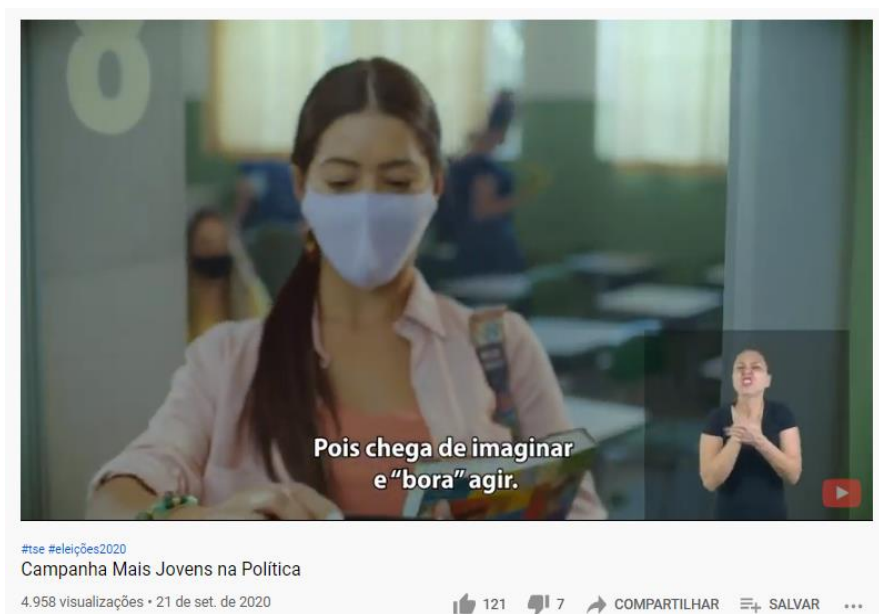 8
Pois chega de imaginar
e “bora” agir.
#tse #eleições2020
Campanha Mais Jovens na Política
4.958 visualizações • 21 de set. de 2020
121 7 COMPARTILHAR SALVAR ...